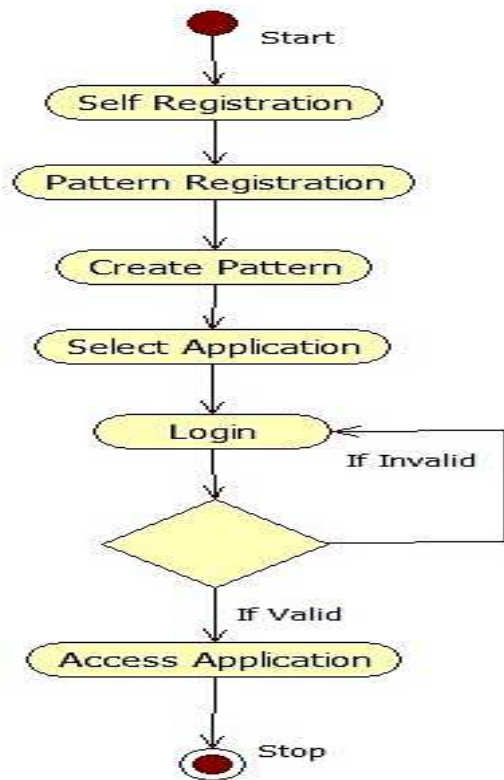 Start
Self Registration
Pattern Registration
Create Pattern
Select Application
Login
If Invalid
If Valid
Access Application
Stop